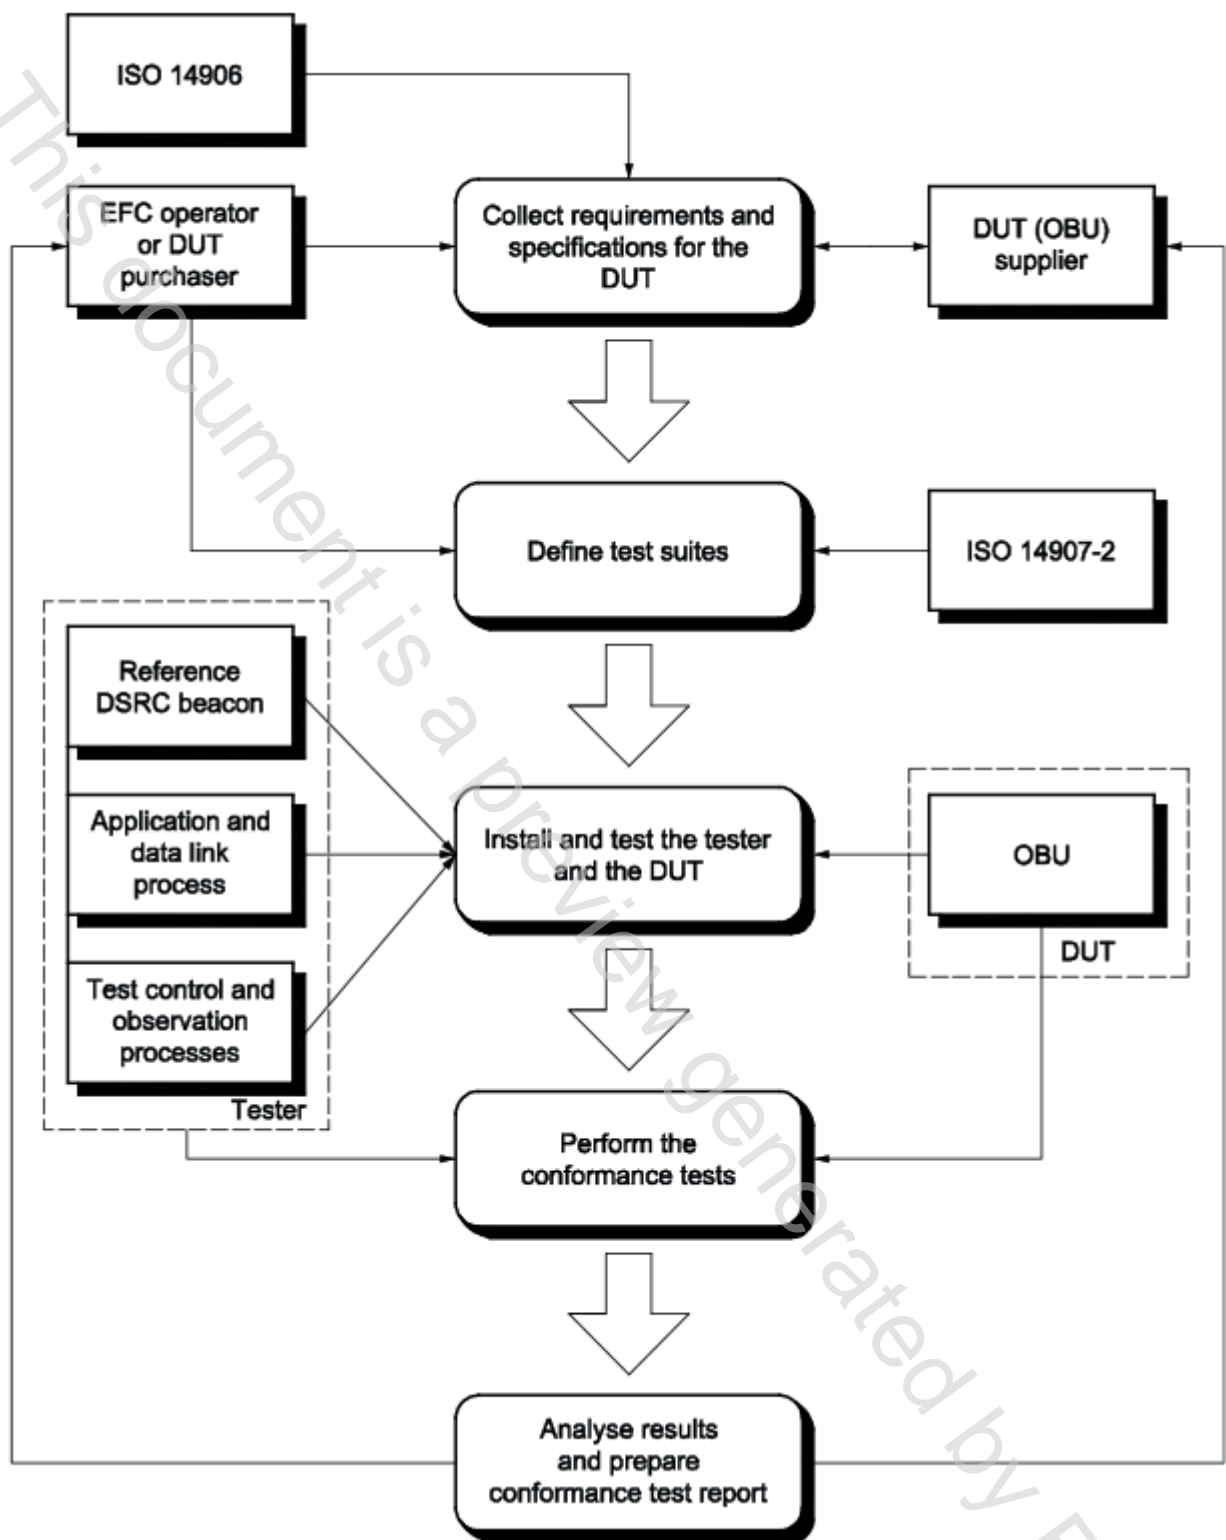 ISO 14906
EFC operator
or DUT
purchaser
Collect requirements and
specifications for the
DUT
DUT (OBU)
supplier
Define test suites
ISO 14907-2
Reference
DSRC beacon
Application and
data link
process
Test control and
observation
processes
Tester
Install and test the tester
and the DUT
OBU
DUT
Perform the
conformance tests
Analyse results
and prepare
conformance test report
This document is a preview generated by